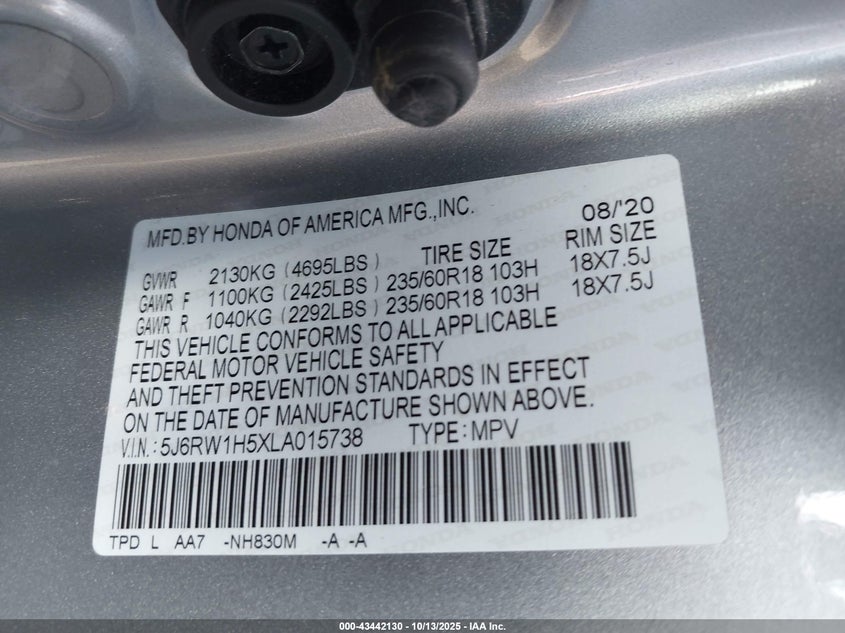 MFD.BY HONDA OF AMERICA MFG.,INC. 08/'20
TIRE SIZE RIM SIZE
GVWR 2130KG (4695LBS)
GAWR F 1100KG (2425LBS) 235/60R18 103H 18X7.5J
GAWR R 1040KG (2292LBS) 235/60R18 103H 18X7.5J
THIS VEHICLE CONFORMS TO ALL APPLICABLE
FEDERAL MOTOR VEHICLE SAFETY
AND THEFT PREVENTION STANDARDS IN EFFECT
ON THE DATE OF MANUFACTURE SHOWN ABOVE.
V.I.N.: 5J6RW1H5XLA015738 TYPE: MPV
TPD L AA7 -NH830M -A -A
000-43442130 - 10/13/2025 - IAA Inc.